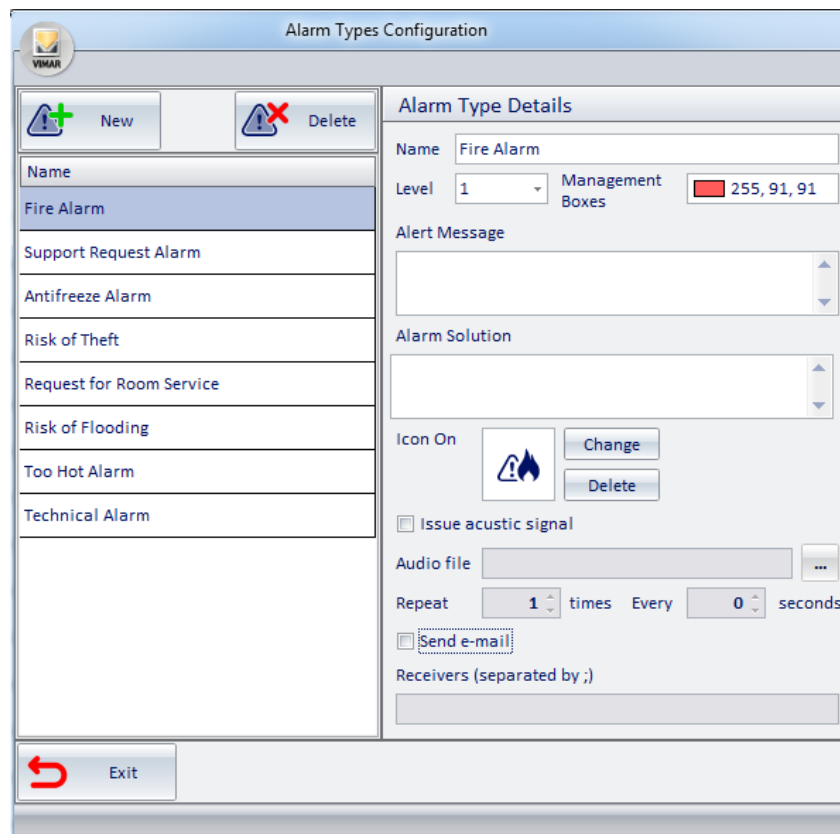 Alarm Types Configuration
VIMAR
New
Delete
Name
Fire Alarm
Support Request Alarm
Antifreeze Alarm
Risk of Theft
Request for Room Service
Risk of Flooding
Too Hot Alarm
Technical Alarm
Alarm Type Details
Name Fire Alarm
Level 1 Management Boxes 255, 91, 91
Alert Message
Alarm Solution
Icon On
Change
Delete
Issue acustic signal
Audio file ...
Repeat 1 times Every 0 seconds
Send e-mail
Receivers (separated by ;)
Exit